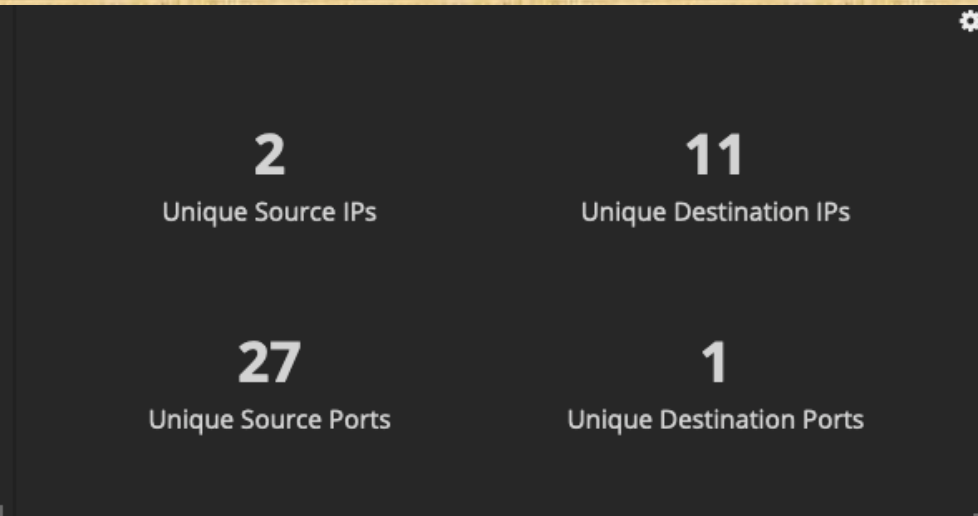 2 11
Unique Source IPs Unique Destination IPs
27 1
Unique Source Ports Unique Destination Ports